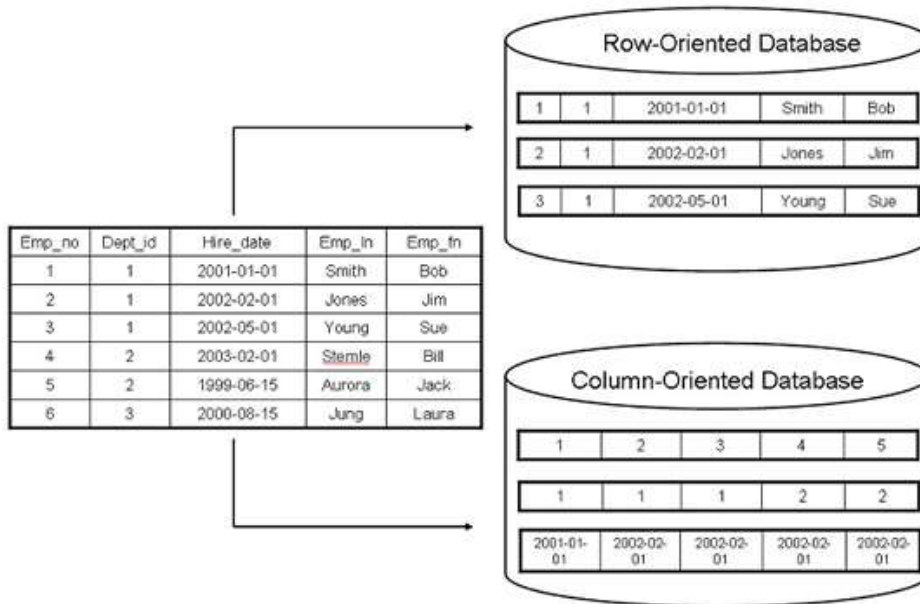 Row-Oriented Database
1 1 2001-01-01 Smith Bob
2 1 2002-02-01 Jones Jim
3 1 2002-05-01 Young Sue
Emp_no Dept_id Hire_date Emp_ln Emp_fn
1 1 2001-01-01 Smith Bob
2 1 2002-02-01 Jones Jim
3 1 2002-05-01 Young Sue
4 2 2003-02-01 Stemle Bill
5 2 1999-06-15 Aurora Jack
6 3 2000-08-15 Jung Laura
Column-Oriented Database
1 2 3 4 5
1 1 1 2 2
2001-01- 2002-02- 2002-02- 2002-02- 2002-02-
01 01 01 01 01